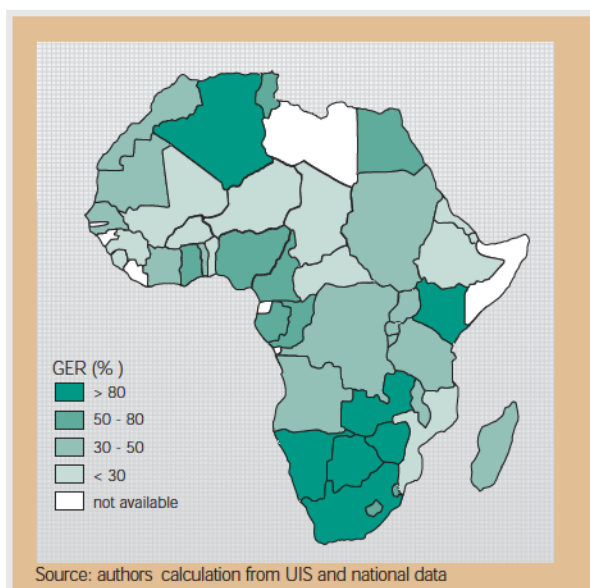 GER (%)
> 80
50 - 80
30 - 50
< 30
not available
Source: authors calculation from UIS and national data